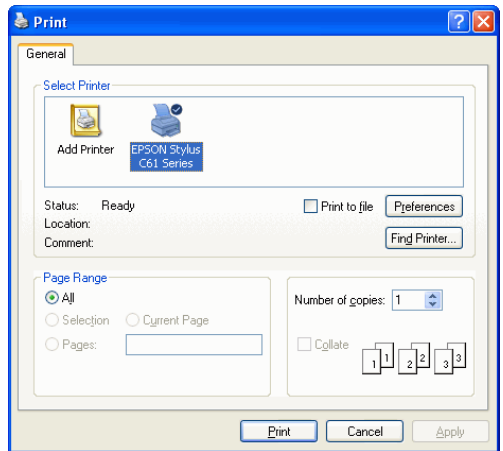 Print
General
Select Printer
Add Printer
EPSON Stylus
C61 Series
Status: Ready
Location:
Comment:
Print to file
Preferences
Find Printer...
Page Range
All
Selection
Current Page
Pages:
Number of copies: 1
Collate
1 1 2 2 3 3
Print
Cancel
Apply